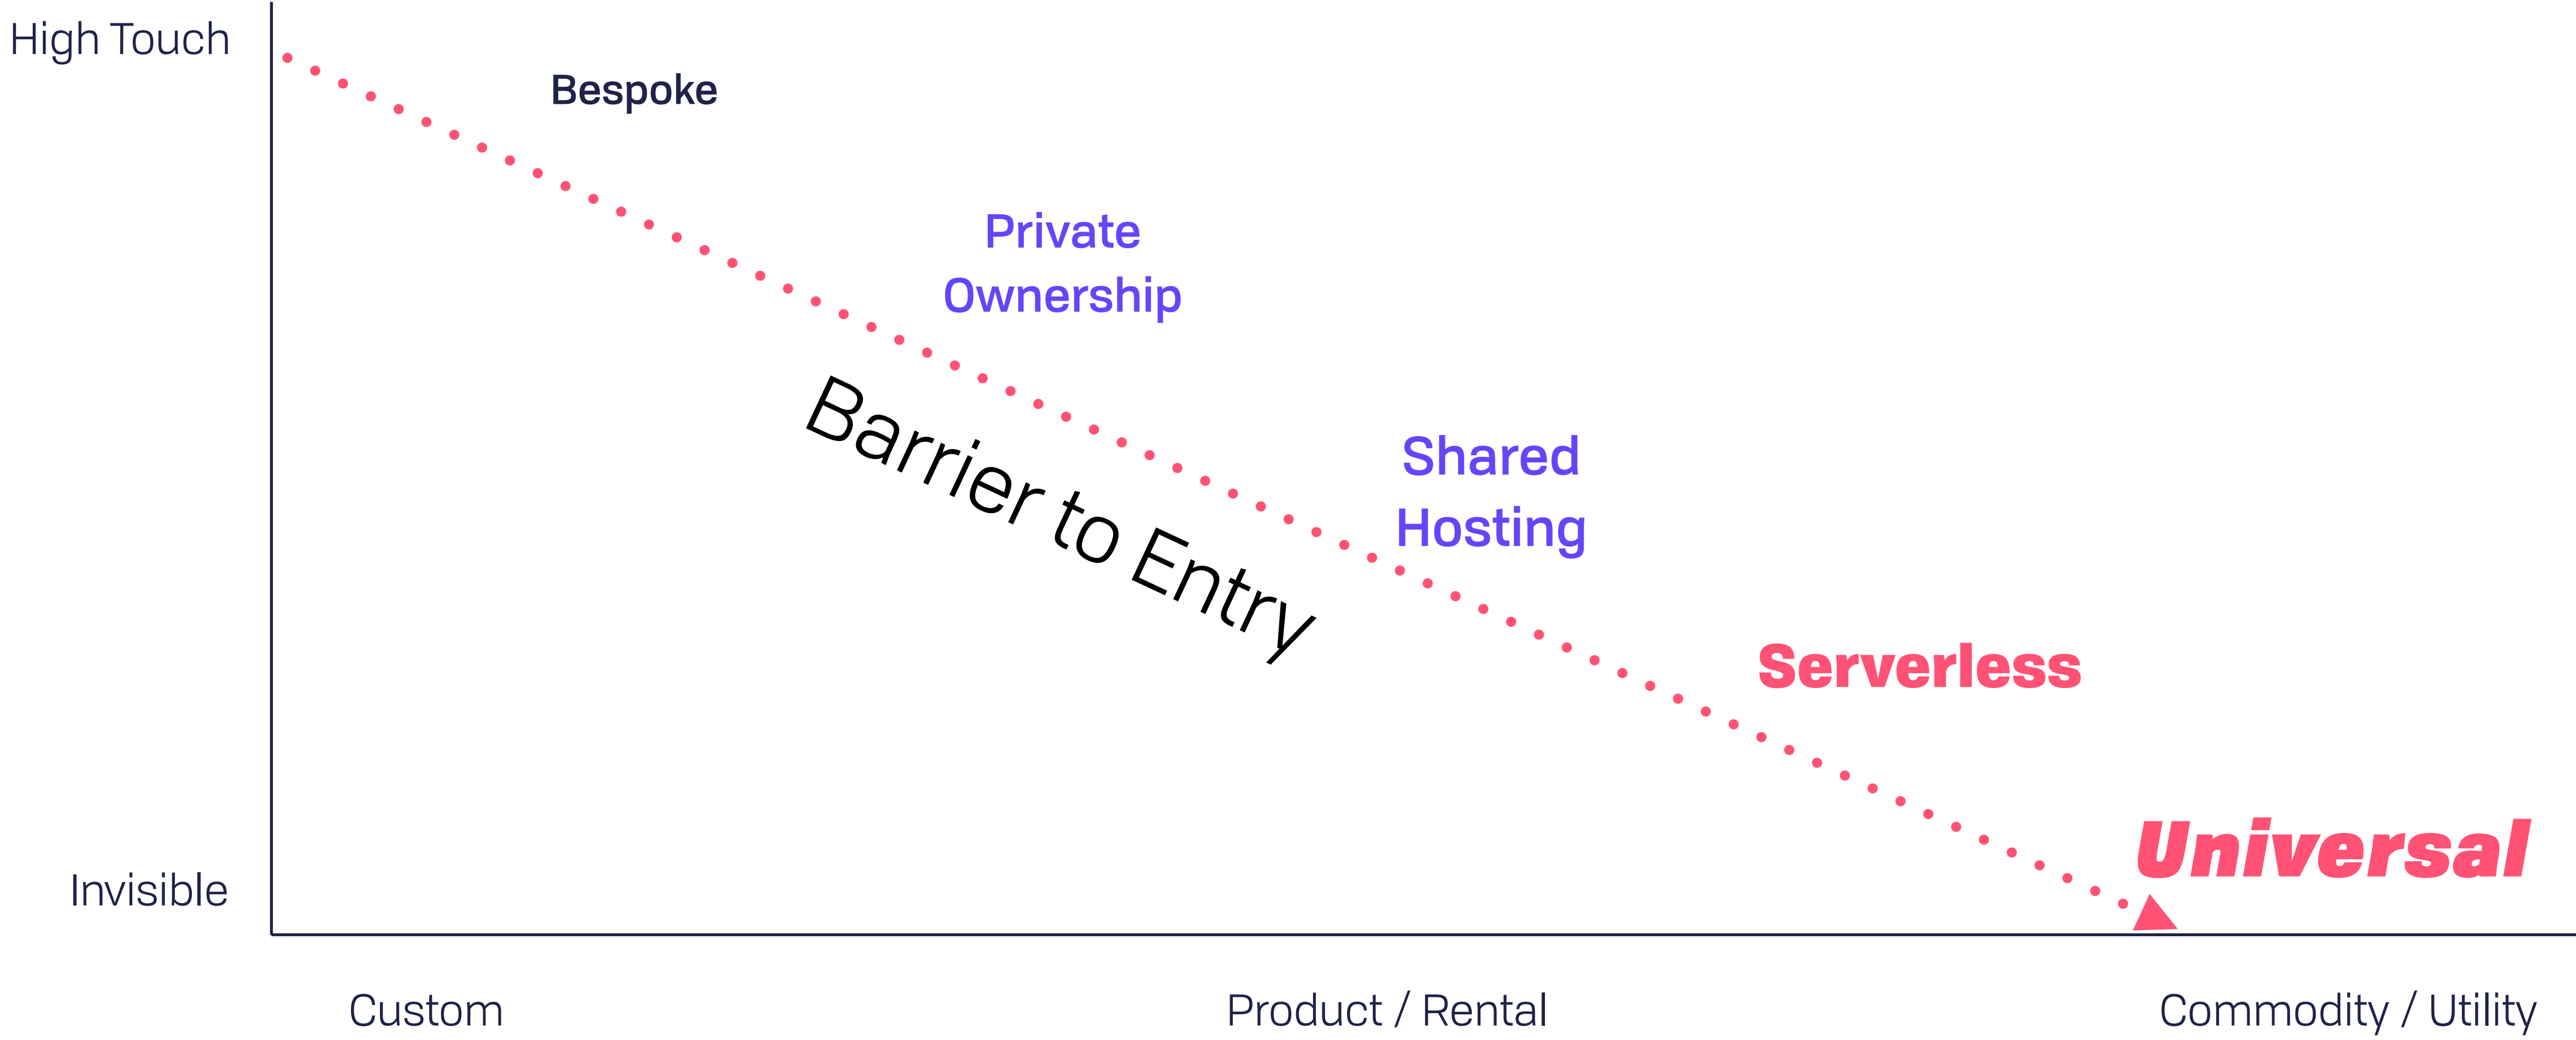 High Touch
Bespoke
Private
Ownership
Barrier to Entry
Shared
Hosting
Serverless
Universal
Invisible
Custom
Product / Rental
Commodity / Utility